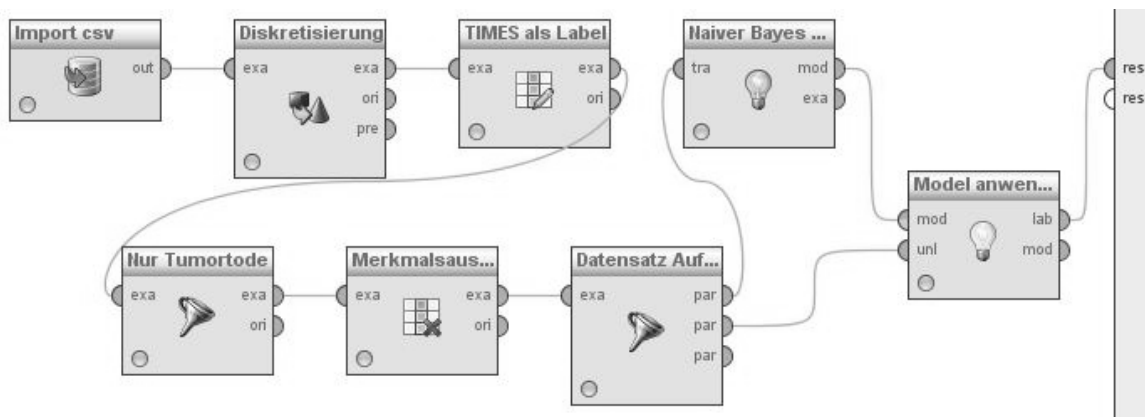 Import csv
out
Diskretisierung
exa exa
ori
pre
TIMES als Label
exa exa
ori
Naiver Bayes ...
tra mod
exa
res
res
Model anwen...
mod lab
unl mod
Nur Tumortode
exa exa
ori
Merkmalsaus...
exa exa
ori
Datensatz Auf...
exa par
par
par